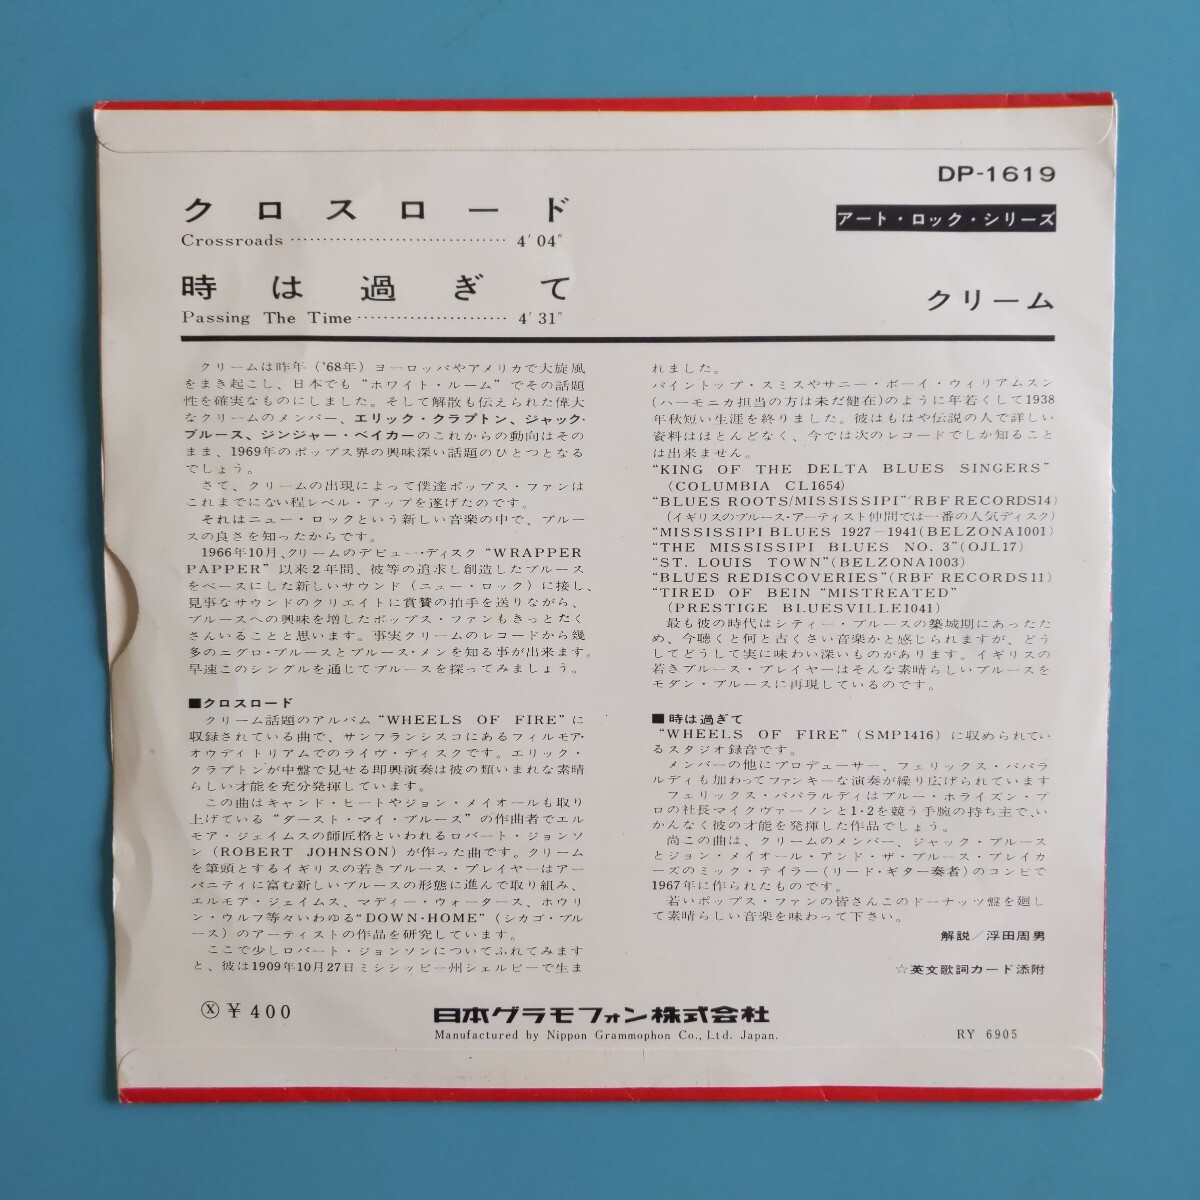 DP-1619
アート・ロック・シリーズ
クリーム
クロスロード
Crossroads ································· 4′04″
時は過ぎて
Passing The Time ······················· 4′31″
クリームは昨年('68年)ヨーロッパやアメリカで大旋風
をまき起こし、日本でも“ホワイト・ルーム”でその話題
性を確実なものにしました。そして解散も伝えられた偉大
なクリームのメンバー、エリック・クラプトン、ジャック・
ブルース、ジンジャー・ベイカーのこれからの動向はその
まま、1969年のポップス界の興味深い話題のひとつとなる
でしょう。
さて、クリームの出現によって僕達ポップス・ファンは
これまでにない程レベル・アップを遂げたのです。
それはニュー・ロックという新しい音楽の中で、ブルー
スの良さを知ったからです。
1966年10月、クリームのデビュー・ディスク“WRAPPER
PAPPER”以来2年間、彼等の追求し創造したブルース
をベースにした新しいサウンド(ニュー・ロック)に接し、
見事なサウンドのクリエイトに賞賛の拍手を送りながら、
ブルースへの興味を増したポップス・ファンもきっとたく
さんいることと思います。事実クリームのレコードから幾
多のニグロ・ブルースとブルース・メンを知る事が出来ます。
早速このシングルを通じてブルースを探ってみましょう。
■クロスロード
クリーム話題のアルバム“WHEELS OF FIRE”に
収録されている曲で、サンフランシスコにあるフィルモア・
オウディトリアムでのライヴ・ディスクです。エリック・
クラプトンが中盤で見せる即興演奏は彼の類いまれな素晴
らしい才能を充分発揮しています。
この曲はキャンド・ヒートやジョン・メイオールも取り
上げている“ダースト・マイ・ブルース”の作曲者でエル
モア・ジェイムスの師匠格といわれるロバート・ジョンソ
ン(ROBERT JOHNSON)が作った曲です。クリーム
を筆頭とするイギリスの若きブルース・プレイヤーはアー
バニティに富む新しいブルースの形態に進んで取り組み、
エルモア・ジェイムス、マディー・ウォータース、ホウリ
ン・ウルフ等々いわゆる“DOWN-HOME”(シカゴ・ブル
ース)のアーティストの作品を研究しています。
ここで少しロバート・ジョンソンについてふれてみます
と、彼は1909年10月27日ミシシッピー州シェルビーで生ま
れました。
パイントップ・スミスやサニー・ボーイ・ウィリアムスン
(ハーモニカ担当の方は未だ健在)のように年若くして1938
年秋短い生涯を終りました。彼はもはや伝説の人で詳しい
資料はほとんどなく、今では次のレコードでしか知ること
は出来ません。
“KING OF THE DELTA BLUES SINGERS”
(COLUMBIA CL1654)
“BLUES ROOTS/MISSISSIPI”(RBF RECORDS14)
(イギリスのブルース・アーティスト仲間では一番の人気ディスク)
“MISSISSIPI BLUES 1927－1941(BELZONA1001)
“THE MISSISSIPI BLUES NO. 3”(OJL17)
“ST. LOUIS TOWN”(BELZONA1003)
“BLUES REDISCOVERIES”(RBF RECORDS11)
“TIRED OF BEIN “MISTREATED”
(PRESTIGE BLUESVILLE1041)
最も彼の時代はシティー・ブルースの築城期にあったた
め、今聴くと何と古くさい音楽かと感じられますが、どう
してどうして実に味わい深いものがあります。イギリスの
若きブルース・プレイヤーはそんな素晴らしいブルースを
モダン・ブルースに再現しているのです。
■時は過ぎて
“WHEELS OF FIRE”(SMP1416)に収められてい
るスタジオ録音です。
メンバーの他にプロデューサー、フェリックス・パパラ
ルディも加わってファンキーな演奏が繰り広げられています
フェリックス・パパラルディはブルー・ホライズン・プ
ロの社長マイクヴァーノンと1・2を競う手腕の持ち主で、い
かんなく彼の才能を発揮した作品でしょう。
尚この曲は、クリームのメンバー、ジャック・ブルース
とジョン・メイオール・アンド・ザ・ブルース・ブレイカ
ーズのミック・テイラー(リード・ギター奏者)のコンビで
1967年に作られたものです。
若いポップス・ファンの皆さんこのドーナッツ盤を廻し
て素晴らしい音楽を味わって下さい。
解説／浮田周男
☆英文歌詞カード添附
Ⓧ￥400
日本グラモフォン株式会社
Manufactured by Nippon Grammophon Co., Ltd. Japan.
RY 6905